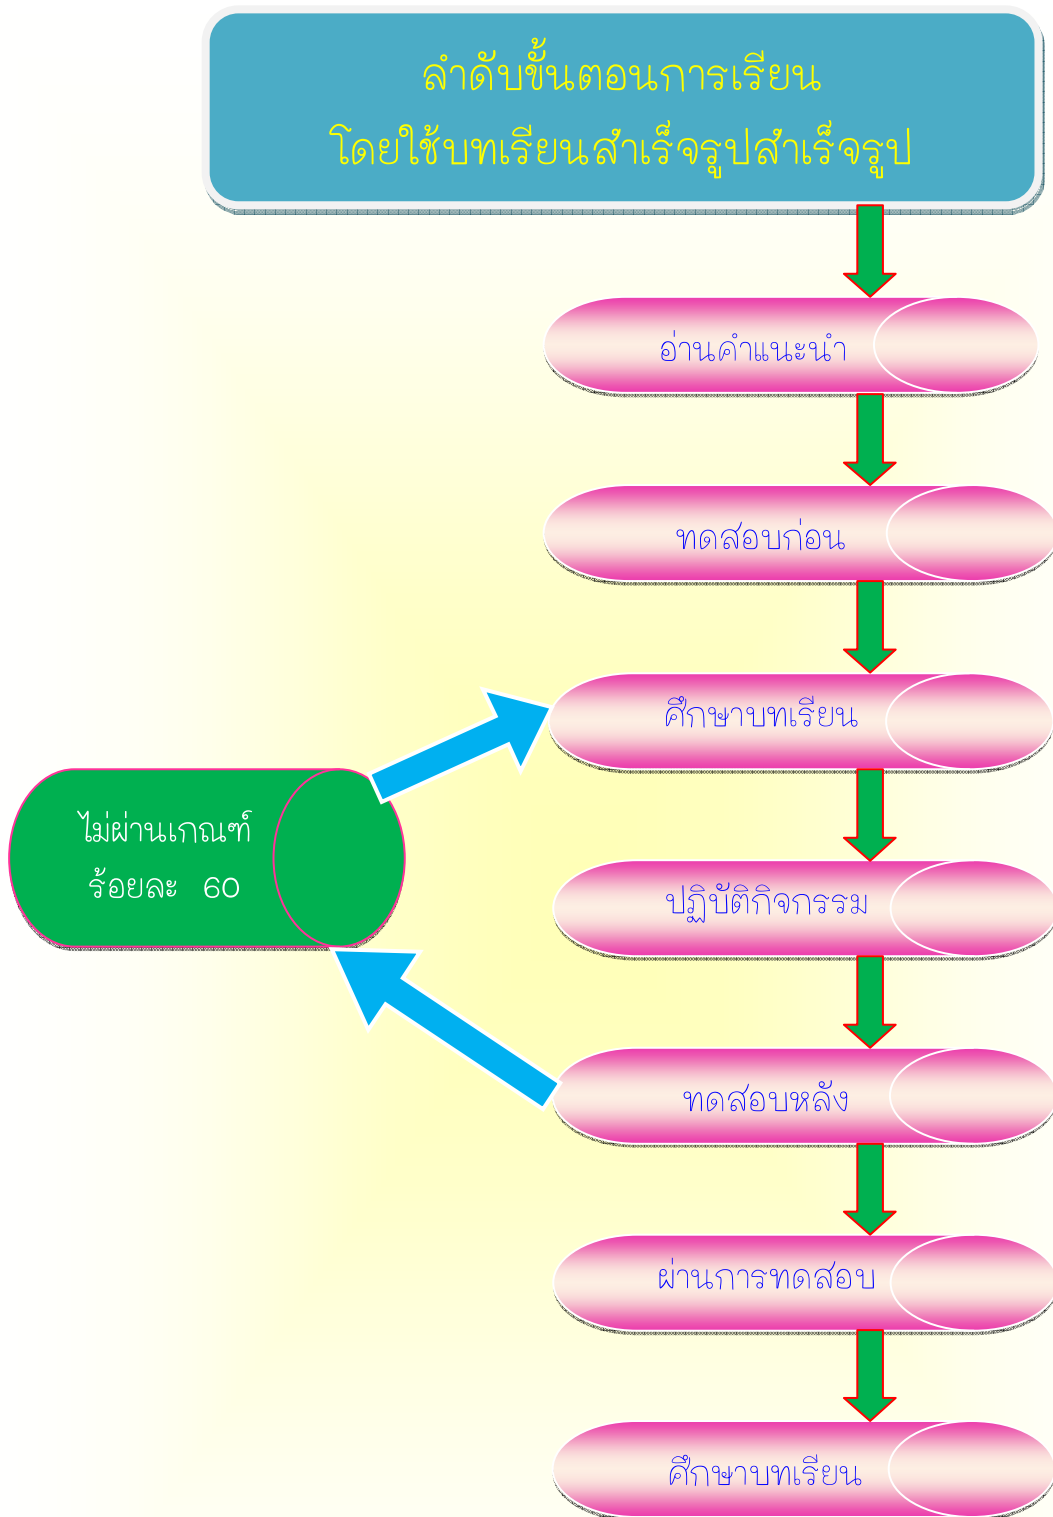 ลำดับขั้นตอนการเรียน
โดยใช้บทเรียนสำเร็จรูปสำเร็จรูป
อ่านคำแนะนำ
ทดสอบก่อน
ศึกษาบทเรียน
ไม่ผ่านเกณฑ์
ร้อยละ 60
ปฏิบัติกิจกรรม
ทดสอบหลัง
ผ่านการทดสอบ
ศึกษาบทเรียน